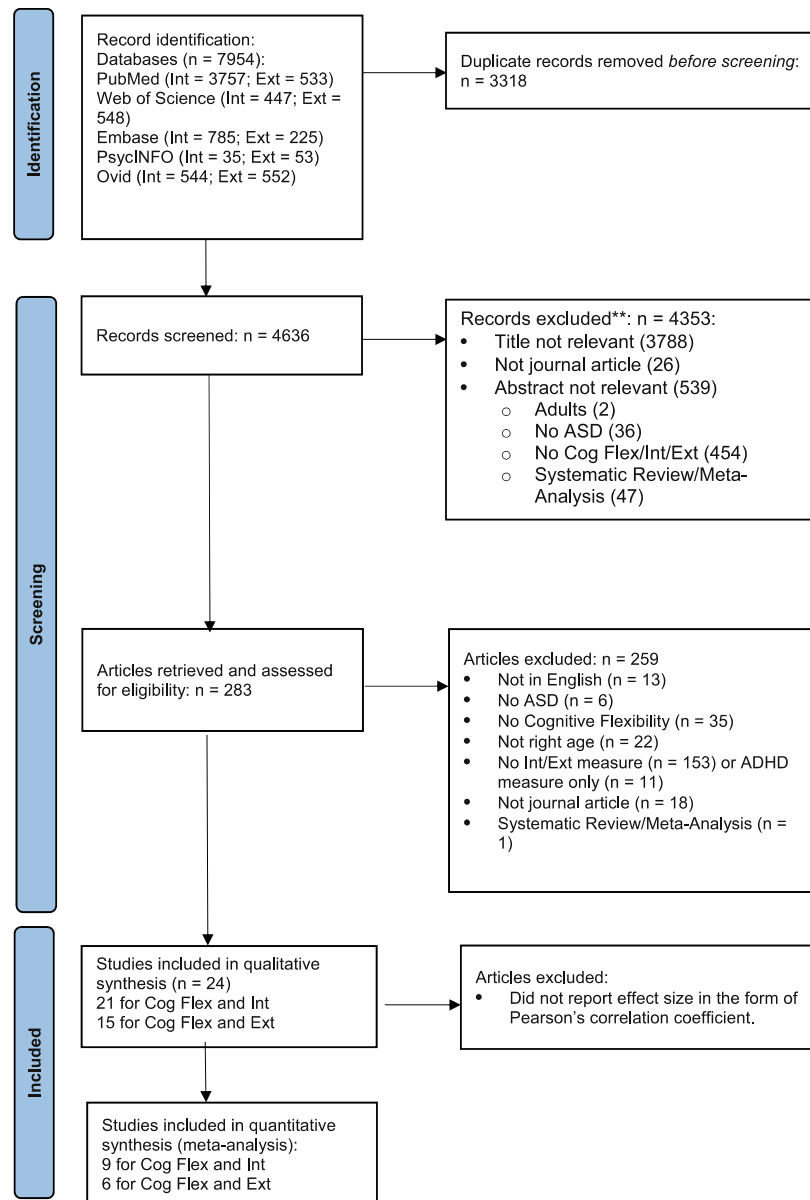 Identification
Record identification:
Databases (n = 7954):
PubMed (Int = 3757; Ext = 533)
Web of Science (Int = 447; Ext =
548)
Embase (Int = 785; Ext = 225)
PsycINFO (Int = 35; Ext = 53)
Ovid (Int = 544; Ext = 552)
Duplicate records removed before screening:
n = 3318
Screening
Records screened: n = 4636
Records excluded**: n = 4353:
• Title not relevant (3788)
• Not journal article (26)
• Abstract not relevant (539)
o Adults (2)
o No ASD (36)
o No Cog Flex/Int/Ext (454)
o Systematic Review/Meta-
Analysis (47)
Articles retrieved and assessed
for eligibility: n = 283
Articles excluded: n = 259
• Not in English (n = 13)
• No ASD (n = 6)
• No Cognitive Flexibility (n = 35)
• Not right age (n = 22)
• No Int/Ext measure (n = 153) or ADHD
measure only (n = 11)
• Not journal article (n = 18)
• Systematic Review/Meta-Analysis (n =
1)
Included
Studies included in qualitative
synthesis (n = 24)
21 for Cog Flex and Int
15 for Cog Flex and Ext
Articles excluded:
• Did not report effect size in the form of
Pearson's correlation coefficient.
Studies included in quantitative
synthesis (meta-analysis):
9 for Cog Flex and Int
6 for Cog Flex and Ext